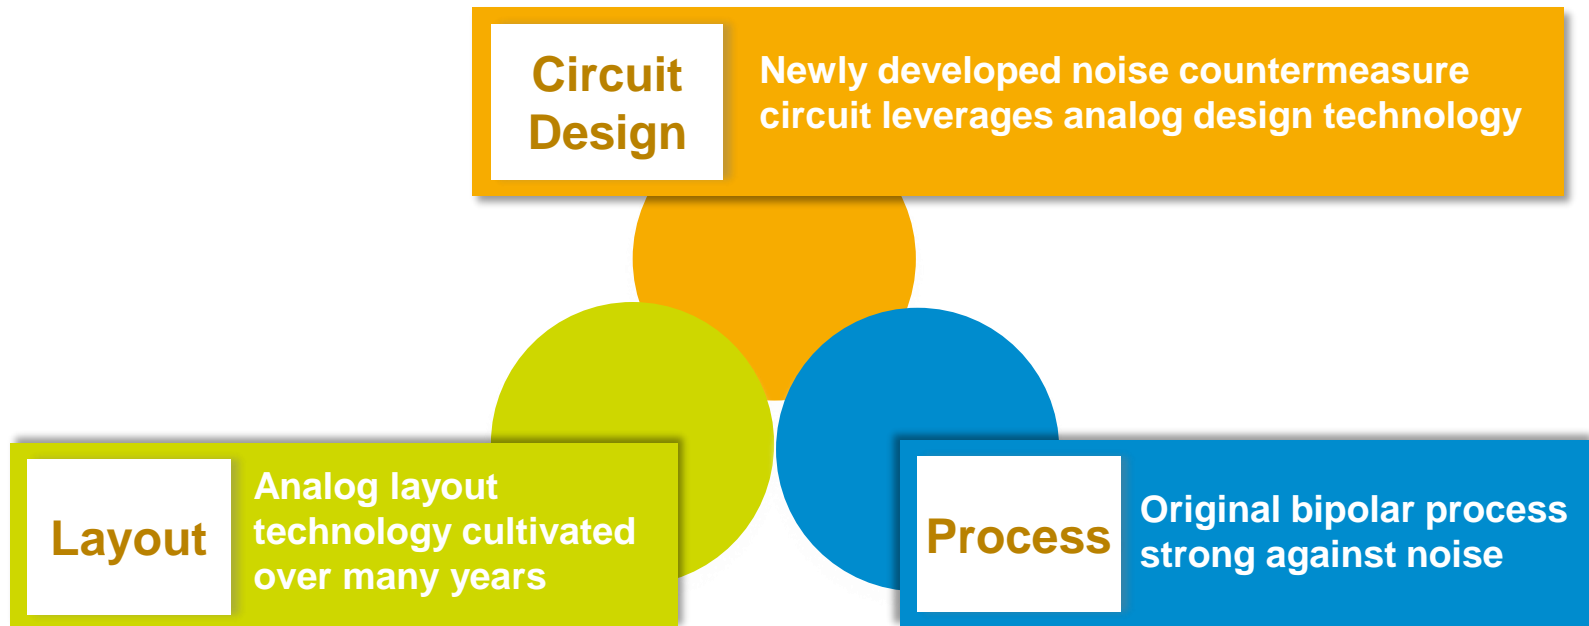 Circuit
Design
Newly developed noise countermeasure
circuit leverages analog design technology
Layout
Analog layout
technology cultivated
over many years
Process
Original bipolar process
strong against noise